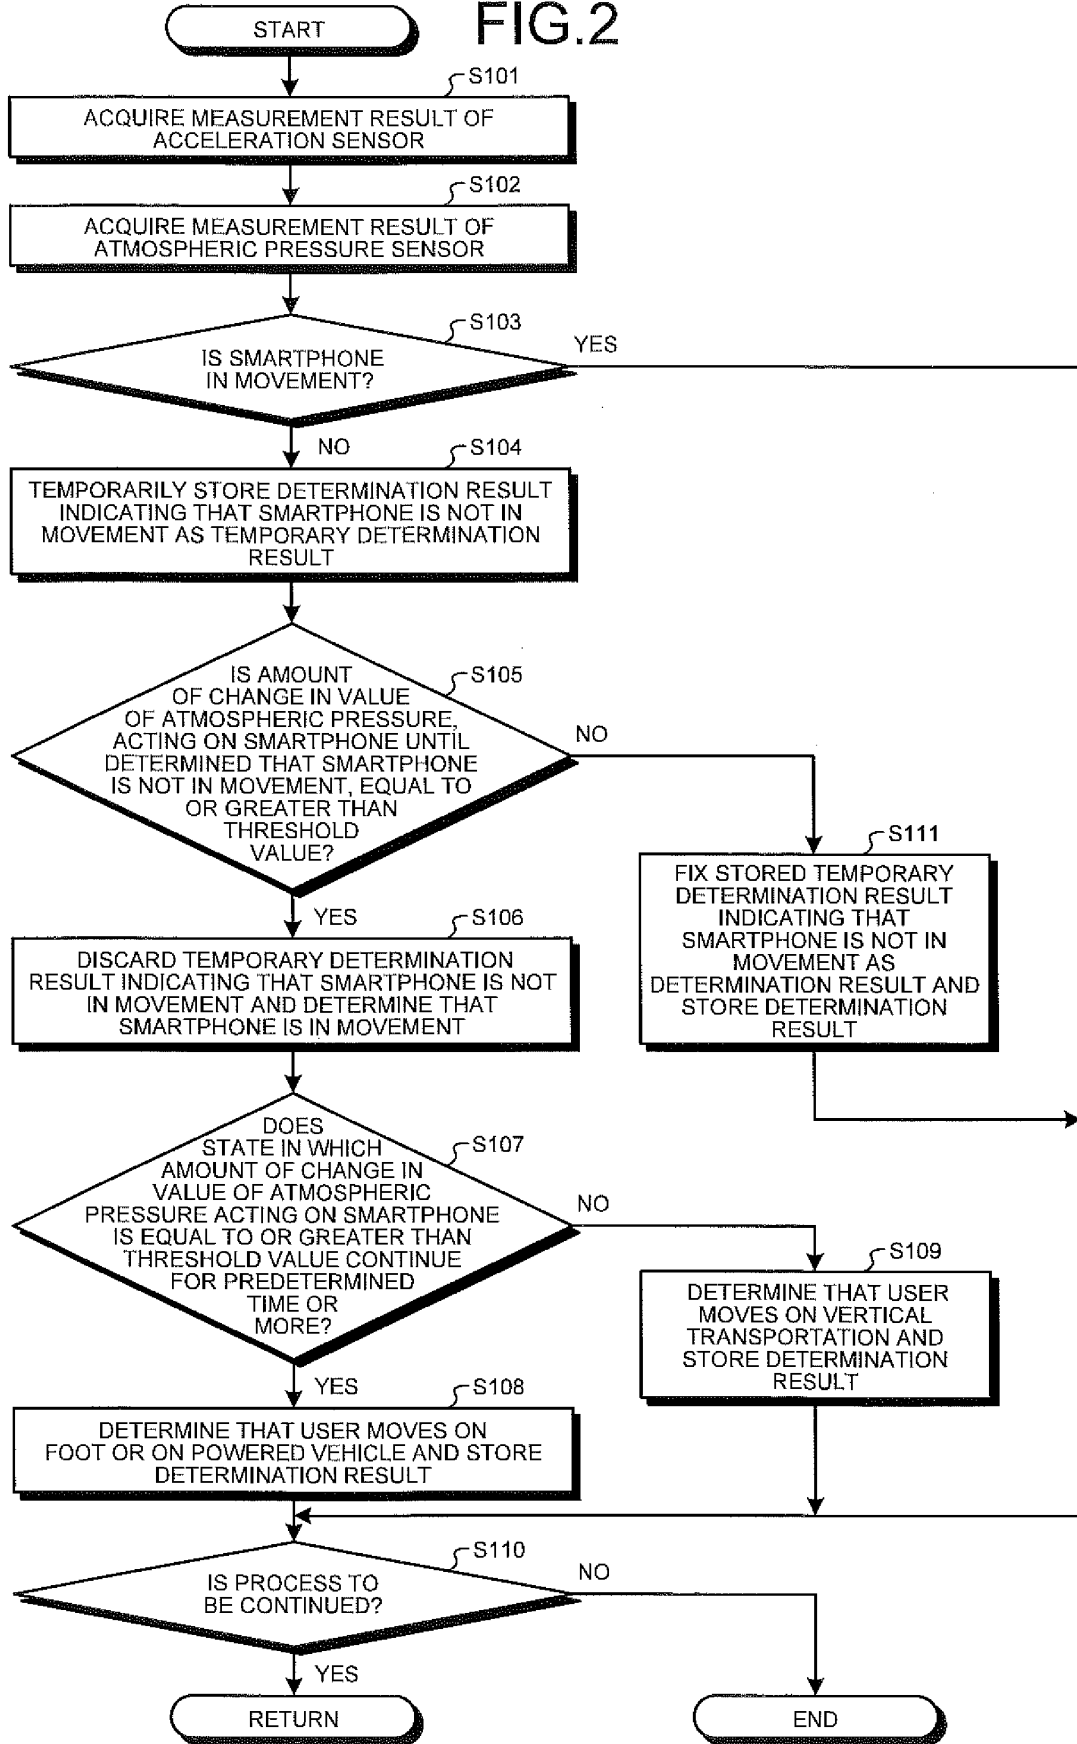 FIG.2
START
S101
ACQUIRE MEASUREMENT RESULT OF
ACCELERATION SENSOR
S102
ACQUIRE MEASUREMENT RESULT OF
ATMOSPHERIC PRESSURE SENSOR
S103
IS SMARTPHONE
IN MOVEMENT?
YES
NO
S104
TEMPORARILY STORE DETERMINATION RESULT
INDICATING THAT SMARTPHONE IS NOT IN
MOVEMENT AS TEMPORARY DETERMINATION
RESULT
S105
IS AMOUNT
OF CHANGE IN VALUE
OF ATMOSPHERIC PRESSURE,
ACTING ON SMARTPHONE UNTIL
DETERMINED THAT SMARTPHONE
IS NOT IN MOVEMENT, EQUAL TO
OR GREATER THAN
THRESHOLD
VALUE?
NO
S111
FIX STORED TEMPORARY
DETERMINATION RESULT
INDICATING THAT
SMARTPHONE IS NOT IN
MOVEMENT AS
DETERMINATION RESULT AND
STORE DETERMINATION
RESULT
YES
S106
DISCARD TEMPORARY DETERMINATION
RESULT INDICATING THAT SMARTPHONE IS NOT
IN MOVEMENT AND DETERMINE THAT
SMARTPHONE IS IN MOVEMENT
S107
DOES
STATE IN WHICH
AMOUNT OF CHANGE IN
VALUE OF ATMOSPHERIC
PRESSURE ACTING ON SMARTPHONE
IS EQUAL TO OR GREATER THAN
THRESHOLD VALUE CONTINUE
FOR PREDETERMINED
TIME OR
MORE?
NO
S109
DETERMINE THAT USER
MOVES ON VERTICAL
TRANSPORTATION AND
STORE DETERMINATION
RESULT
YES
S108
DETERMINE THAT USER MOVES ON
FOOT OR ON POWERED VEHICLE AND STORE
DETERMINATION RESULT
S110
IS PROCESS TO
BE CONTINUED?
NO
YES
RETURN
END